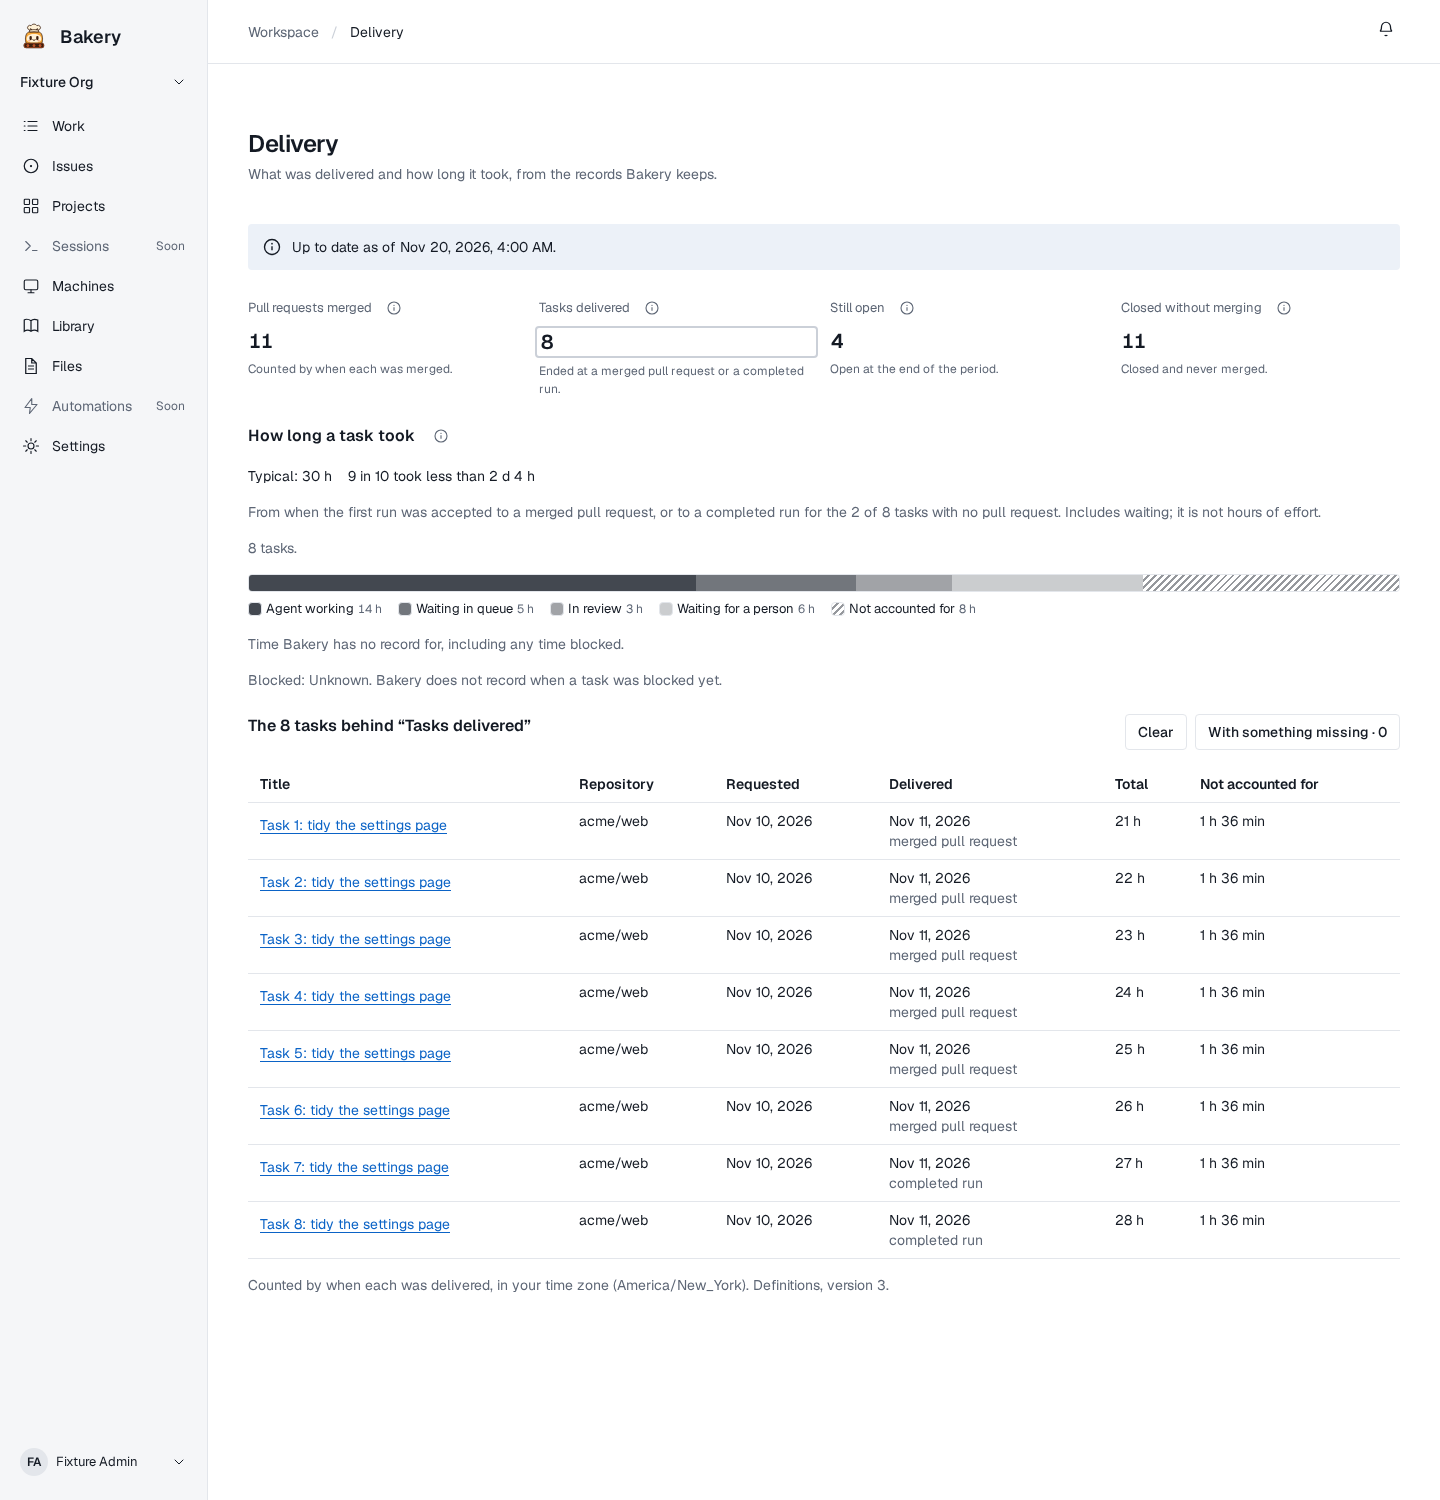 Bakery
Fixture Org
Work
Issues
Projects
Sessions Soon
Machines
Library
Files
Automations Soon
Settings
FA Fixture Admin
Workspace / Delivery
Delivery
What was delivered and how long it took, from the records Bakery keeps.
Up to date as of Nov 20, 2026, 4:00 AM.
Pull requests merged
11
Counted by when each was merged.
Tasks delivered
8
Ended at a merged pull request or a completed
run.
Still open
4
Open at the end of the period.
Closed without merging
11
Closed and never merged.
How long a task took
Typical: 30 h 9 in 10 took less than 2 d 4 h
From when the first run was accepted to a merged pull request, or to a completed run for the 2 of 8 tasks with no pull request. Includes waiting; it is not hours of effort.
8 tasks.
Agent working 14 h Waiting in queue 5 h In review 3 h Waiting for a person 6 h Not accounted for 8 h
Time Bakery has no record for, including any time blocked.
Blocked: Unknown. Bakery does not record when a task was blocked yet.
The 8 tasks behind “Tasks delivered”
Clear
With something missing · 0
Title Repository Requested Delivered Total Not accounted for
Task 1: tidy the settings page acme/web Nov 10, 2026 Nov 11, 2026 21 h 1 h 36 min
merged pull request
Task 2: tidy the settings page acme/web Nov 10, 2026 Nov 11, 2026 22 h 1 h 36 min
merged pull request
Task 3: tidy the settings page acme/web Nov 10, 2026 Nov 11, 2026 23 h 1 h 36 min
merged pull request
Task 4: tidy the settings page acme/web Nov 10, 2026 Nov 11, 2026 24 h 1 h 36 min
merged pull request
Task 5: tidy the settings page acme/web Nov 10, 2026 Nov 11, 2026 25 h 1 h 36 min
merged pull request
Task 6: tidy the settings page acme/web Nov 10, 2026 Nov 11, 2026 26 h 1 h 36 min
merged pull request
Task 7: tidy the settings page acme/web Nov 10, 2026 Nov 11, 2026 27 h 1 h 36 min
completed run
Task 8: tidy the settings page acme/web Nov 10, 2026 Nov 11, 2026 28 h 1 h 36 min
completed run
Counted by when each was delivered, in your time zone (America/New_York). Definitions, version 3.